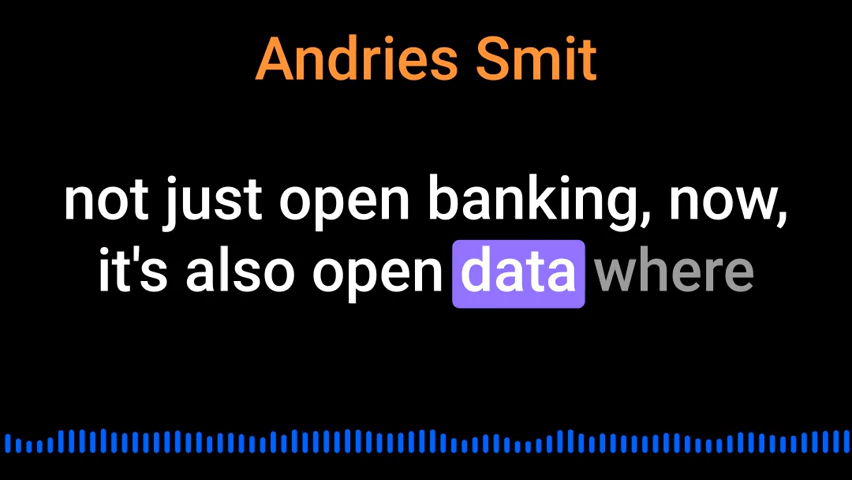 Andries Smit
not just open banking, now,
it's also open data where